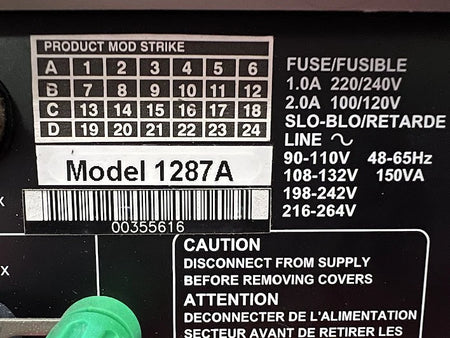 PRODUCT MOD STRIKE
A 1 2 3 4 5 6
B 7 8 9 10 11 12
C 13 14 15 16 17 18
D 19 20 21 22 23 24
Model 1287A
00355616
FUSE/FUSIBLE
1.0A 220/240V
2.0A 100/120V
SLO-BLO/RETARDE
LINE ∿
90-110V 48-65Hz
108-132V 150VA
198-242V
216-264V
CAUTION
DISCONNECT FROM SUPPLY
BEFORE REMOVING COVERS
ATTENTION
DECONNECTER DE L'ALIMENTATION
SECTEUR AVANT DE RETIRER LES
x
x